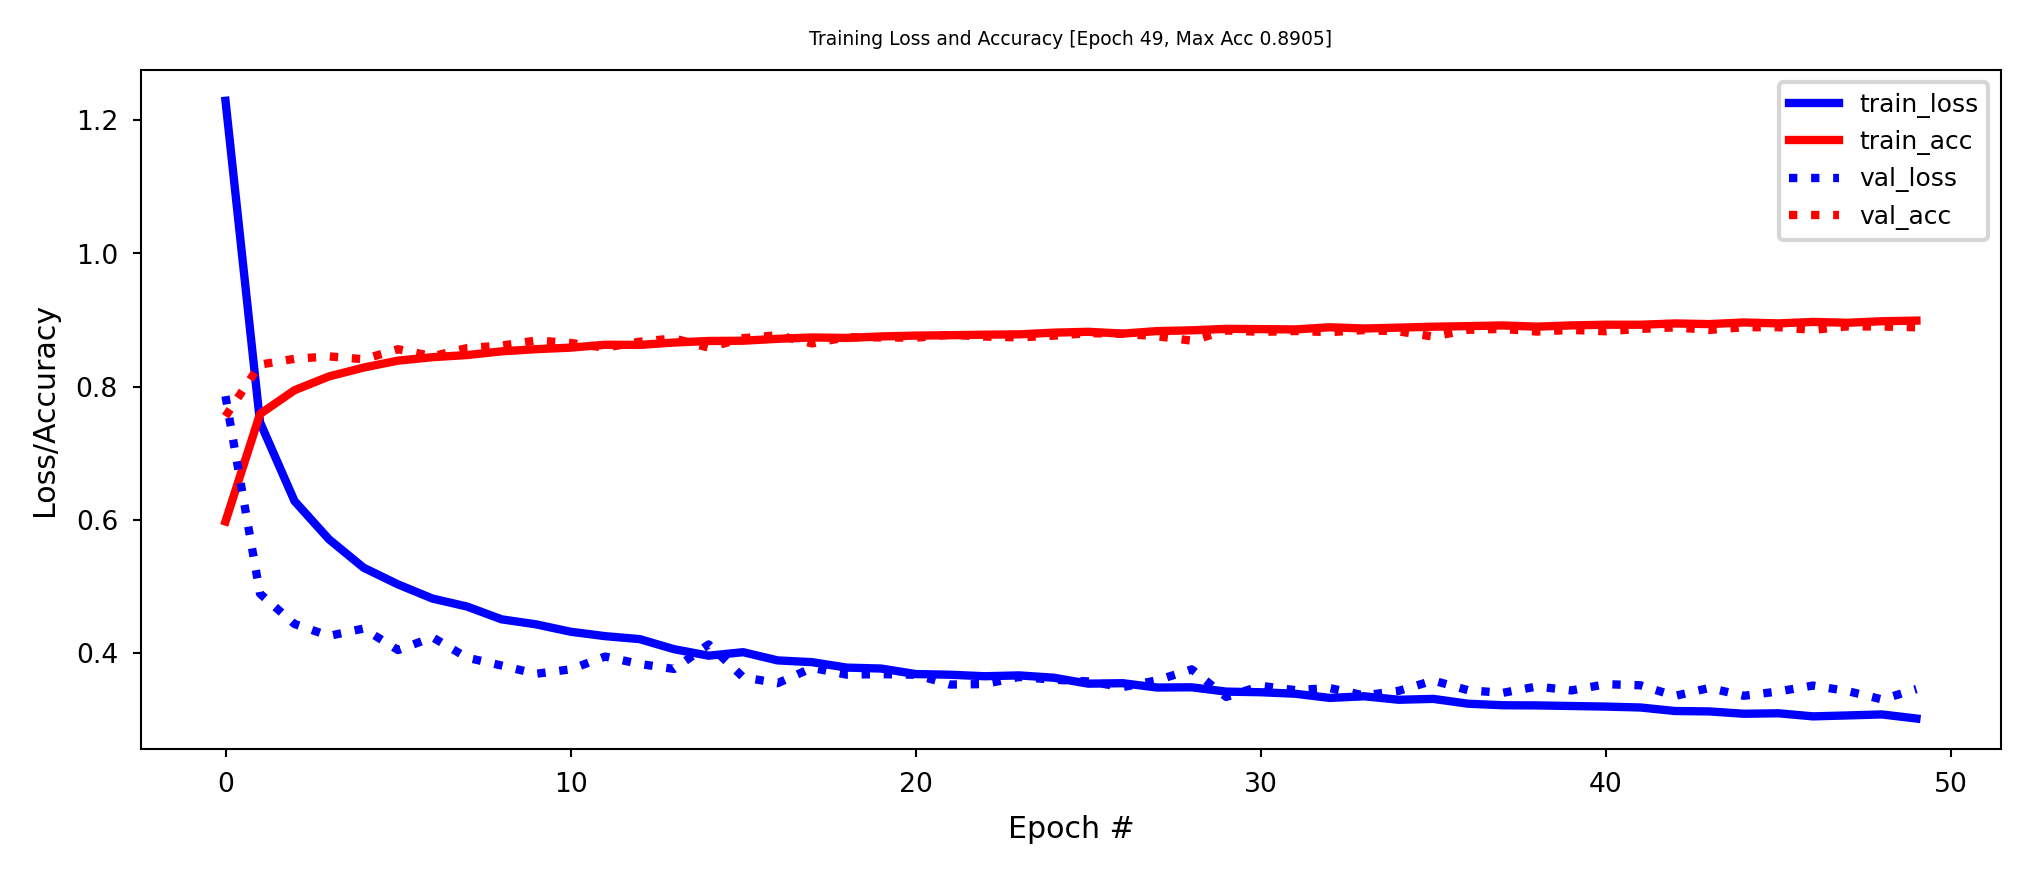 Training Loss and Accuracy [Epoch 49, Max Acc 0.8905]
train_loss
train_acc
val_loss
val_acc
Loss/Accuracy
1.2
1.0
0.8
0.6
0.4
0
10
20
30
40
50
Epoch #